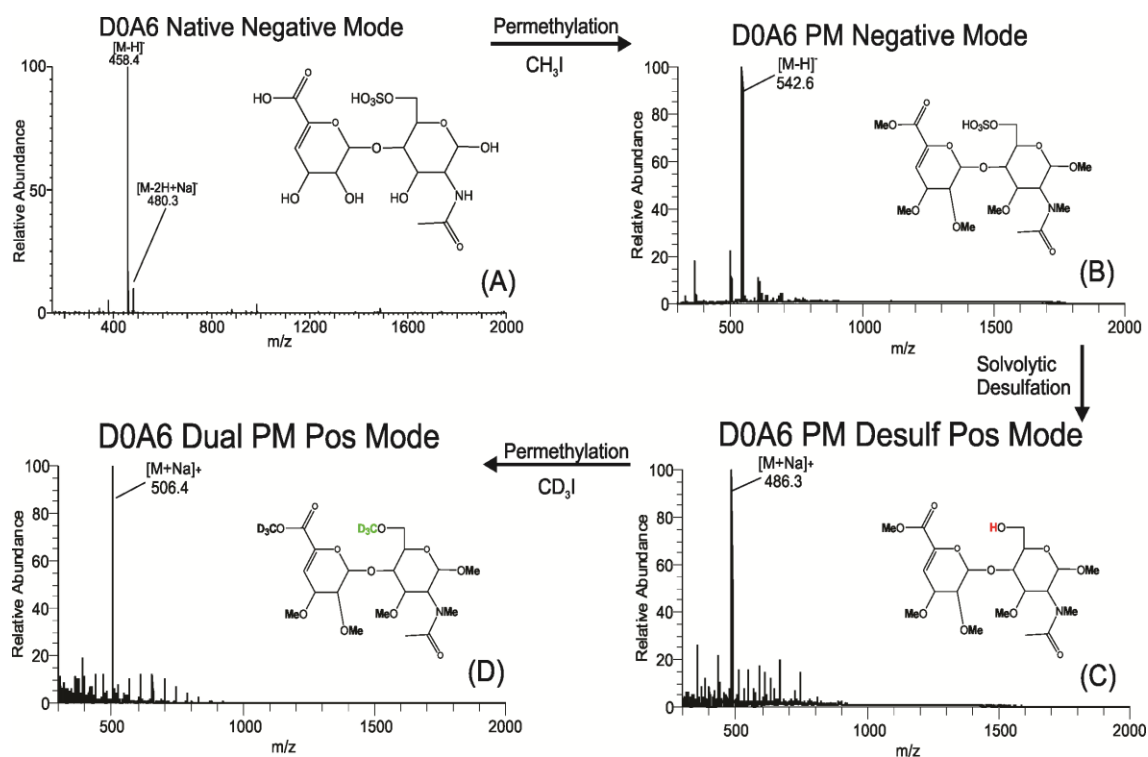 D0A6 Native Negative Mode
[M-H]-
458.4
[M-2H+Na]-
480.3
Relative Abundance
100
50
0
400
800
1200
1600
2000
m/z
HO
O
HO3SO
O
O
O
OH
HO
OH
HO
NH
O
(A)
Permethylation
CH3I
D0A6 PM Negative Mode
[M-H]-
542.6
Relative Abundance
100
80
60
40
20
0
500
1000
1500
2000
m/z
MeO
O
HO3SO
O
O
O
OMe
MeO
OMe
MeO
NMe
O
(B)
Solvolytic
Desulfation
D0A6 Dual PM Pos Mode
[M+Na]+
506.4
Relative Abundance
100
80
60
40
20
0
500
1000
1500
2000
m/z
D3CO
O
D3CO
O
O
O
OMe
MeO
OMe
MeO
NMe
O
(D)
Permethylation
CD3I
D0A6 PM Desulf Pos Mode
[M+Na]+
486.3
Relative Abundance
100
80
60
40
20
0
500
1000
1500
2000
m/z
MeO
O
HO
O
O
O
OMe
MeO
OMe
MeO
NMe
O
(C)